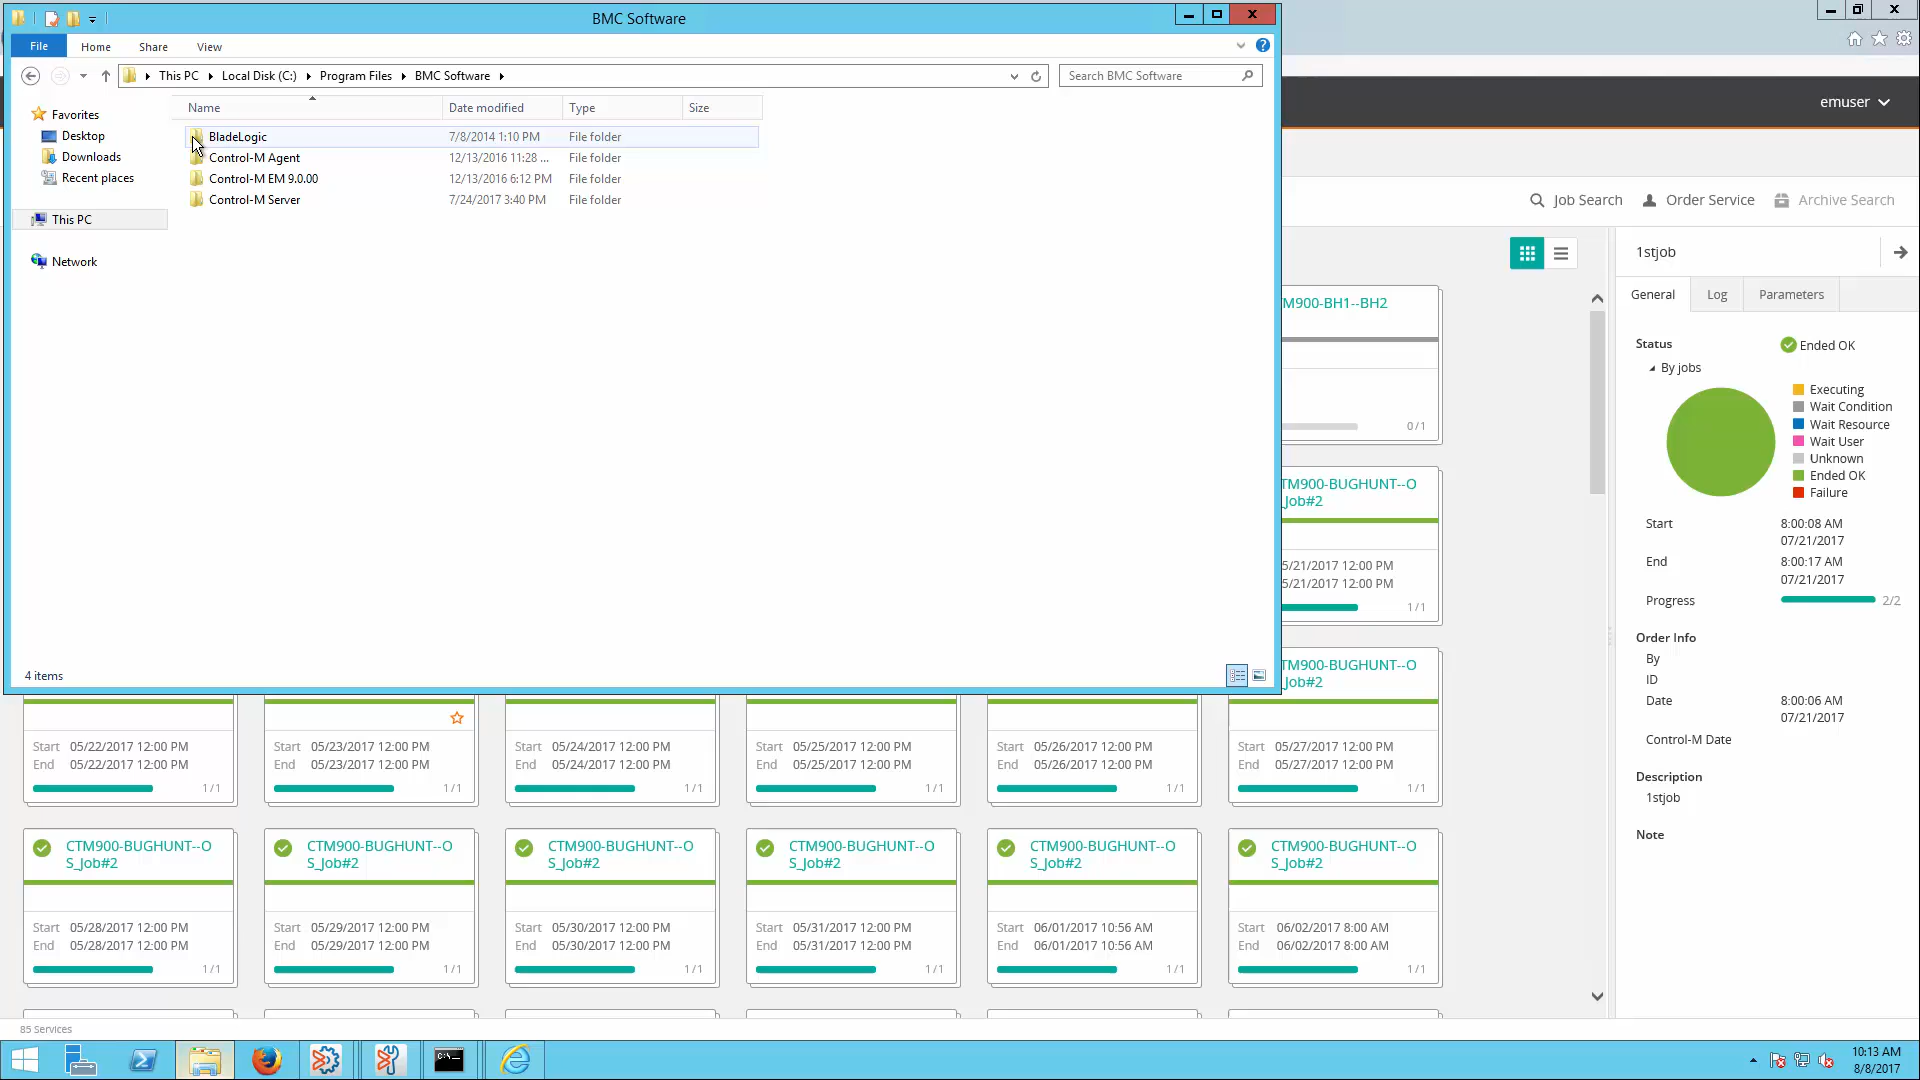 BMC Software
File Home Share View
This PC Local Disk (C:) Program Files BMC Software
Search BMC Software
Favorites
Desktop
Downloads
Recent places
This PC
Network
Name Date modified Type Size
BladeLogic 7/8/2014 1:10 PM File folder
Control-M Agent 12/13/2016 11:28 ... File folder
Control-M EM 9.0.00 12/13/2016 6:12 PM File folder
Control-M Server 7/24/2017 3:40 PM File folder
4 items
emuser
Job Search Order Service Archive Search
M900-BH1--BH2
0/1
TM900-BUGHUNT--O
_Job#2
5/21/2017 12:00 PM
5/21/2017 12:00 PM
1/1
TM900-BUGHUNT--O
_Job#2
Start 05/22/2017 12:00 PM
End 05/22/2017 12:00 PM
1/1
Start 05/23/2017 12:00 PM
End 05/23/2017 12:00 PM
1/1
Start 05/24/2017 12:00 PM
End 05/24/2017 12:00 PM
1/1
Start 05/25/2017 12:00 PM
End 05/25/2017 12:00 PM
1/1
Start 05/26/2017 12:00 PM
End 05/26/2017 12:00 PM
1/1
Start 05/27/2017 12:00 PM
End 05/27/2017 12:00 PM
1/1
CTM900-BUGHUNT--O
S_Job#2
Start 05/28/2017 12:00 PM
End 05/28/2017 12:00 PM
1/1
CTM900-BUGHUNT--O
S_Job#2
Start 05/29/2017 12:00 PM
End 05/29/2017 12:00 PM
1/1
CTM900-BUGHUNT--O
S_Job#2
Start 05/30/2017 12:00 PM
End 05/30/2017 12:00 PM
1/1
CTM900-BUGHUNT--O
S_Job#2
Start 05/31/2017 12:00 PM
End 05/31/2017 12:00 PM
1/1
CTM900-BUGHUNT--O
S_Job#2
Start 06/01/2017 10:56 AM
End 06/01/2017 10:56 AM
1/1
CTM900-BUGHUNT--O
S_Job#2
Start 06/02/2017 8:00 AM
End 06/02/2017 8:00 AM
1/1
85 Services
1stjob
General Log Parameters
Status Ended OK
By jobs
Executing
Wait Condition
Wait Resource
Wait User
Unknown
Ended OK
Failure
Start 8:00:08 AM
07/21/2017
End 8:00:17 AM
07/21/2017
Progress 2/2
Order Info
By
ID
Date 8:00:06 AM
07/21/2017
Control-M Date
Description
1stjob
Note
C:\
10:13 AM
8/8/2017